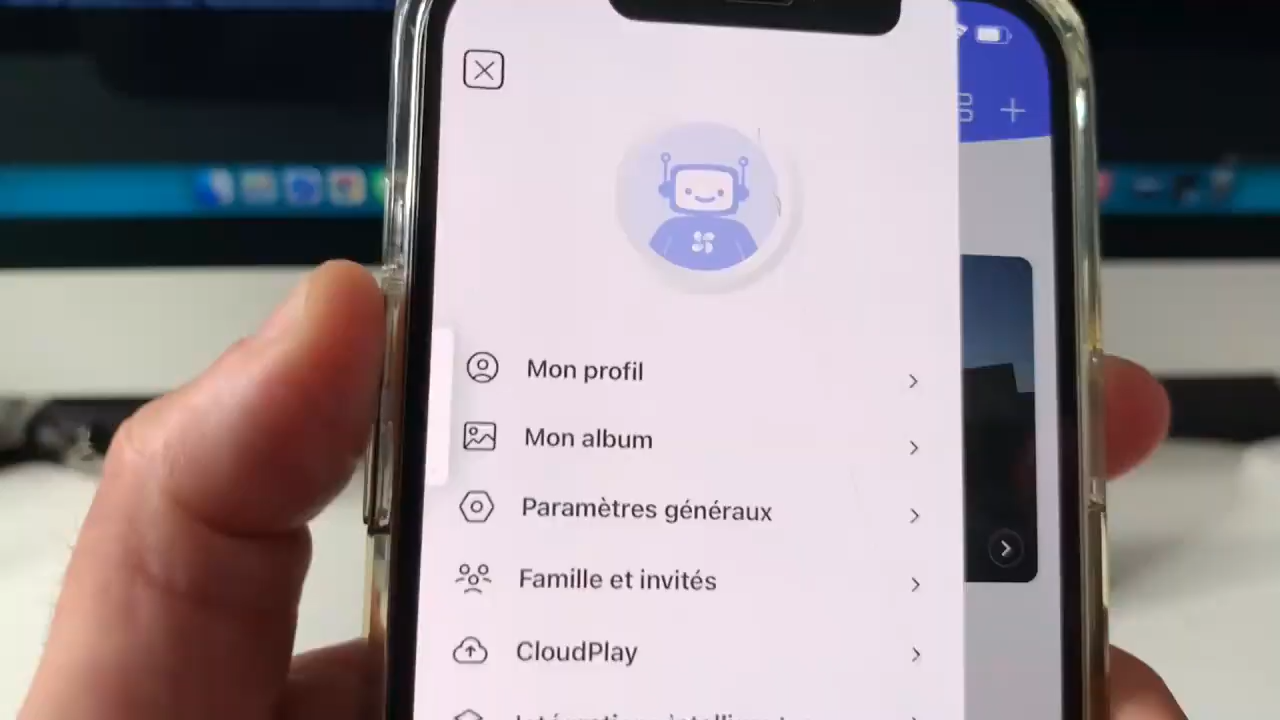 Mon profil
Mon album
Paramètres généraux
Famille et invités
CloudPlay